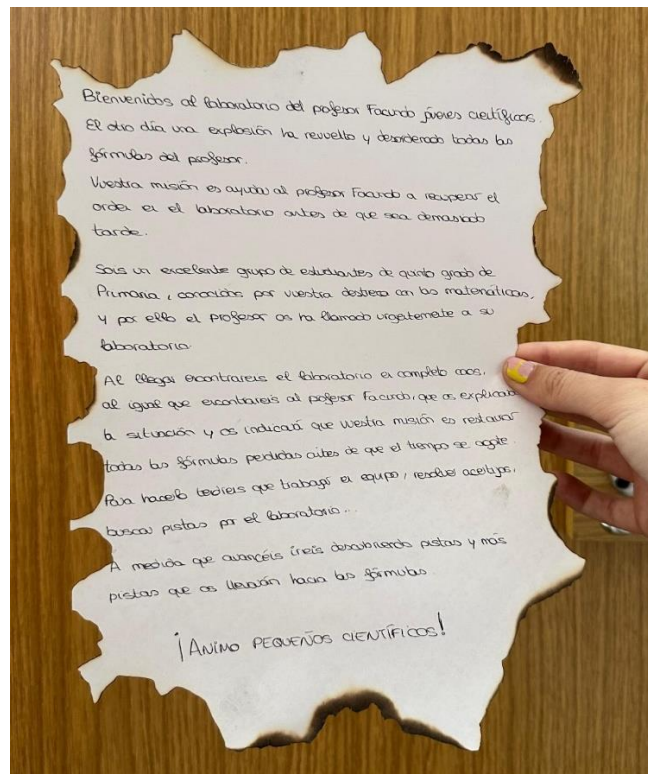 Bienvenidos al laboratorio del profesor Facundo jóvenes científicos.
El otro día una explosión ha revuelto y desordenado todas las
fórmulas del profesor.
Vuestra misión es ayudar al profesor Facundo a recuperar el
orden en el laboratorio antes de que sea demasiado
tarde.
Sois un excelente grupo de estudiantes de quinto grado de
Primaria, conocidos por vuestra destreza con las matemáticas,
y por ello el profesor os ha llamado urgentemente a su
laboratorio.
Al llegar encontrareis el laboratorio en completo caos,
al igual que encontrareis al profesor Facundo, que os explicará
la situación y os indicará que vuestra misión es restaurar
todas las fórmulas perdidas antes de que el tiempo se agote.
Para hacerlo tendreis que trabajar en equipo, resolver acertijos,
buscar pistas por el laboratorio...
A medida que avancéis ireis descubriendo pistas y más
pistas que os llevarán hacia las fórmulas.
¡ANIMO PEQUEÑOS CIENTÍFICOS!